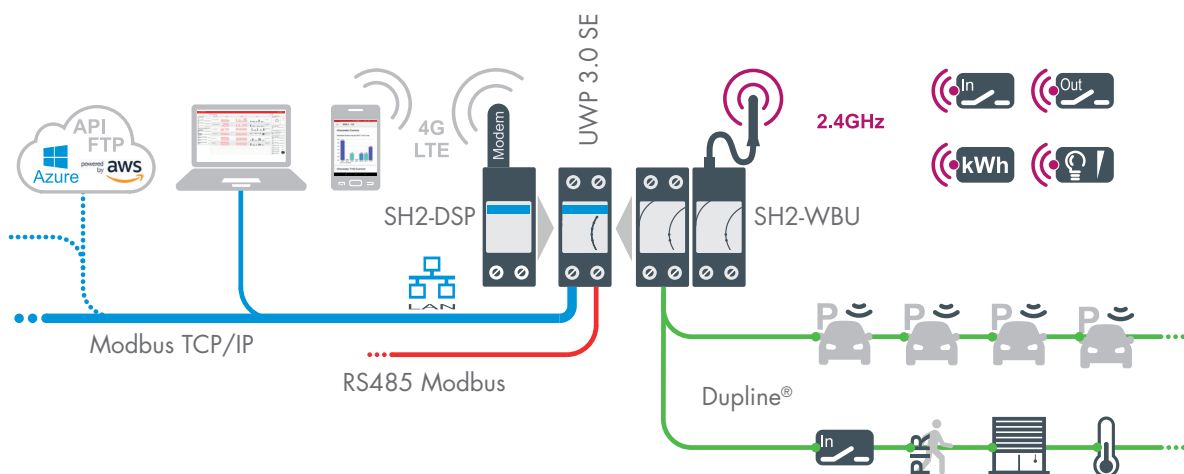 API
FTP
Azure
powered by aws
4G
LTE
Modem
UWP 3.0 SE
2.4GHz
In
Out
kWh
SH2-DSP
SH2-WBU
LAN
Modbus TCP/IP
RS485 Modbus
Dupline®
P
P
P
P
In
PIR